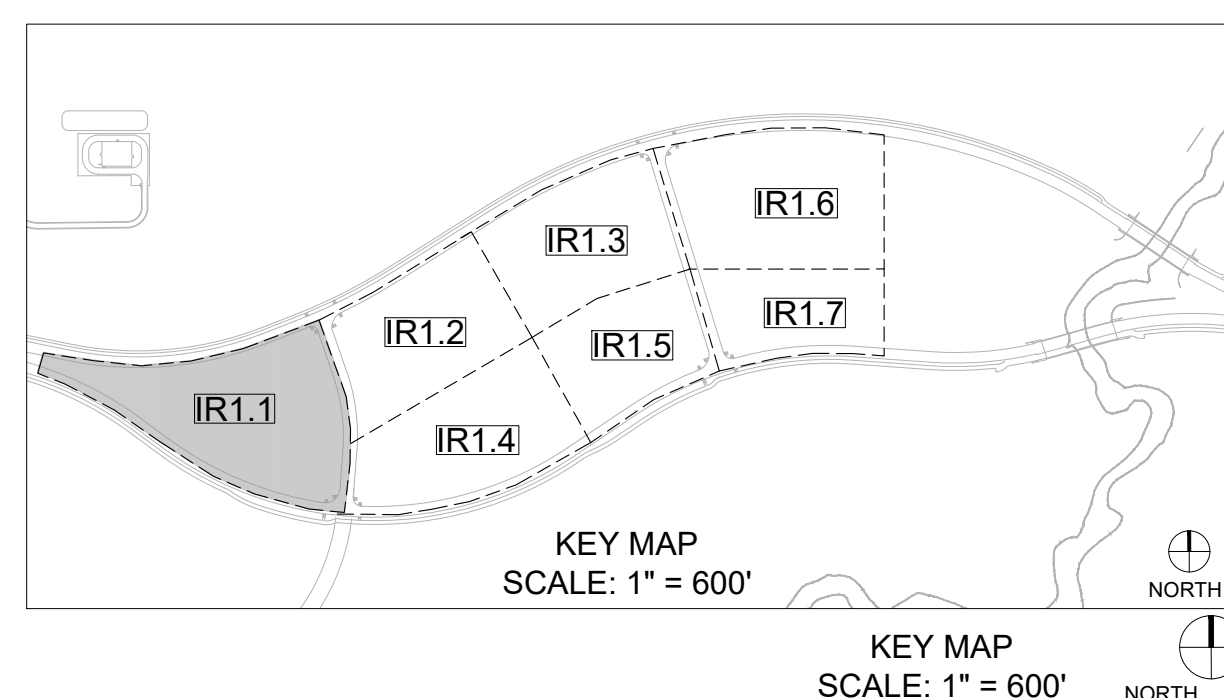 IR1.6
IR1.3
IR1.7
IR1.2
IR1.5
IR1.1
IR1.4
KEY MAP
SCALE: 1" = 600'
NORTH
KEY MAP
SCALE: 1" = 600'
NORTH